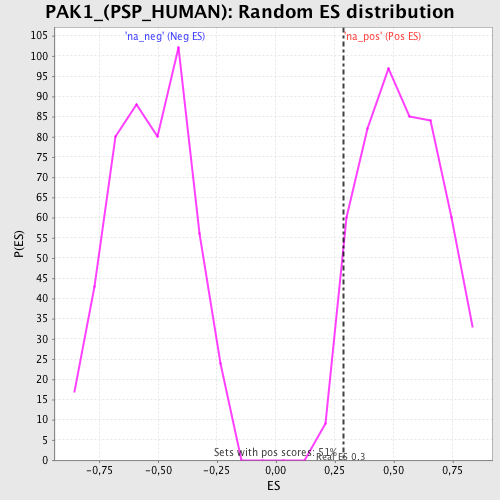 PAK1_(PSP_HUMAN): Random ES distribution
'na_neg' (Neg ES)
'na_pos' (Pos ES)
105
100
95
90
85
80
75
70
65
60
55
50
45
40
35
30
25
20
15
10
5
0
P(ES)
Sets with pos scores: 51%
Real ES 0.3
-0,75 -0,50 -0,25 0,00 0,25 0,50 0,75
ES